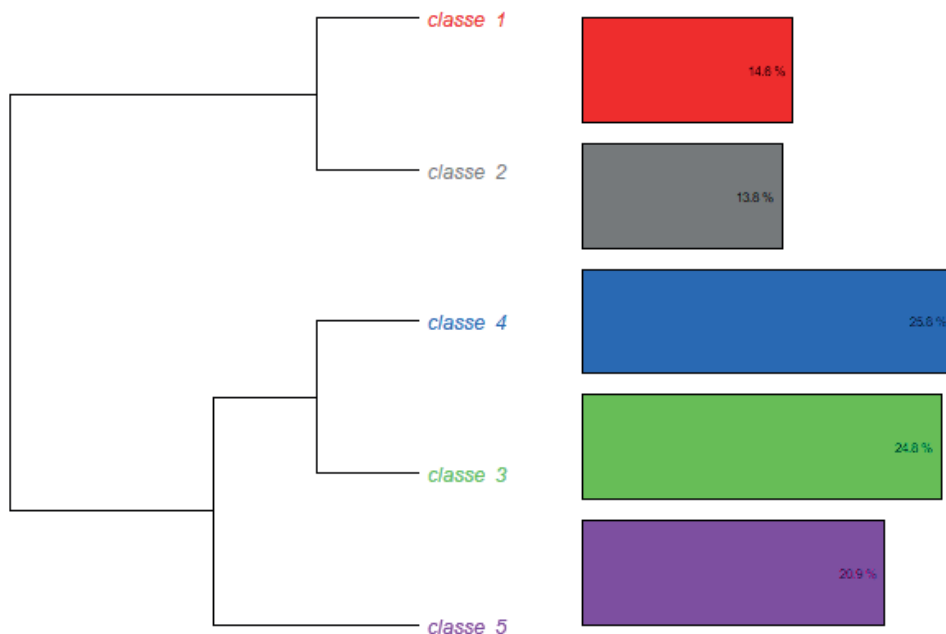 classe 1
14.6 %
classe 2
13.8 %
classe 4
25.8 %
classe 3
24.8 %
classe 5
20.9 %